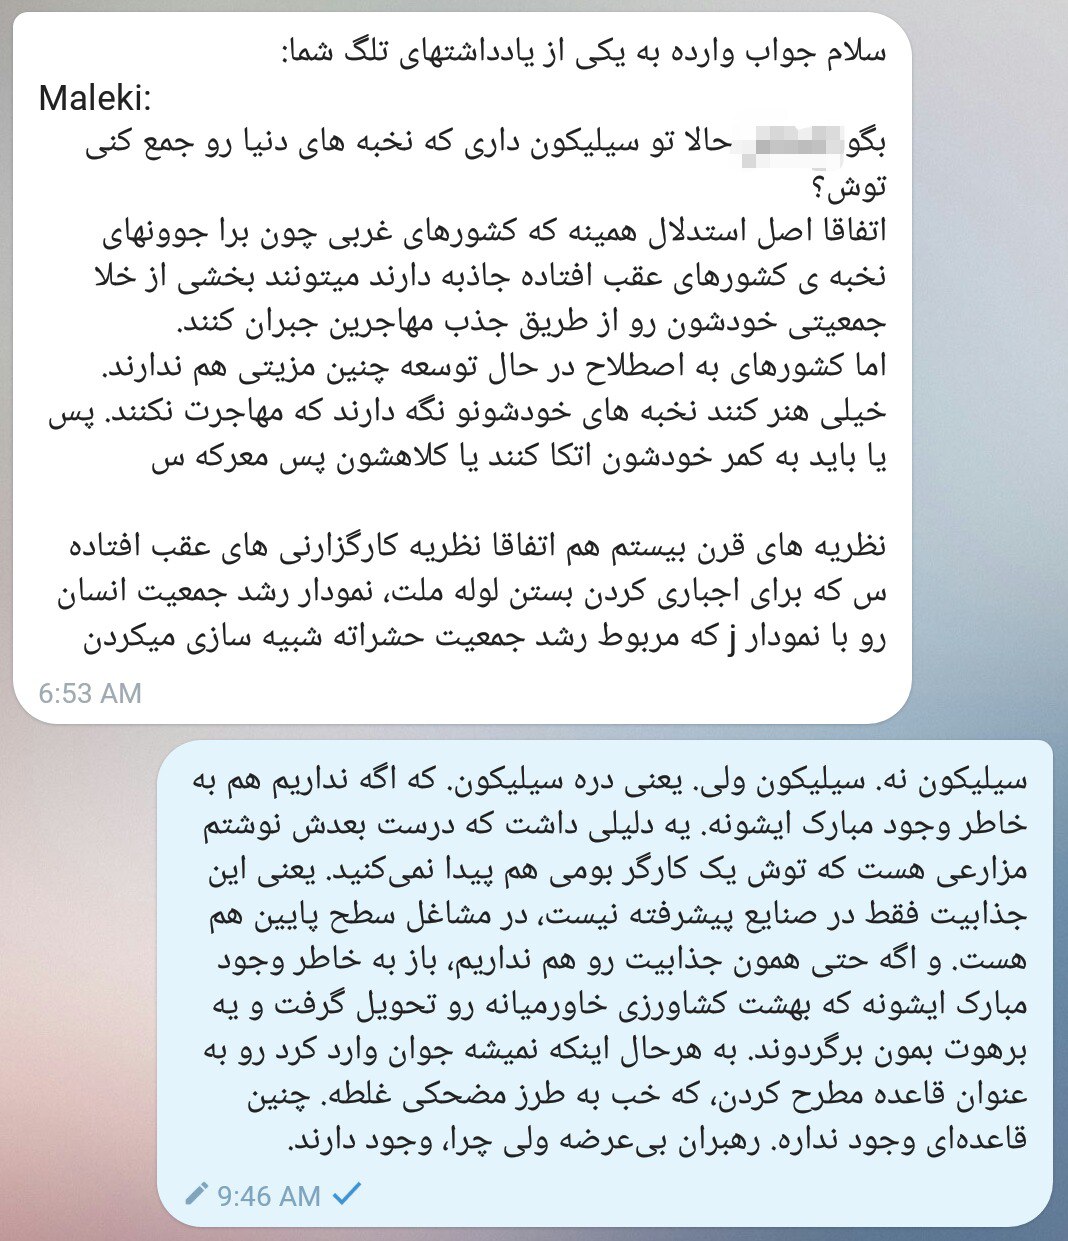 سلام جواب وارده به یکی از یادداشتهای تلگ شما:
Maleki:
بگو حالا تو سیلیکون داری که نخبه های دنیا رو جمع کنی
توش؟
اتفاقا اصل استدلال همینه که کشورهای غربی چون برا جوونهای
نخبه ی کشورهای عقب افتاده جاذبه دارند میتونند بخشی از خلا
جمعیتی خودشون رو از طریق جذب مهاجرین جبران کنند.
اما کشورهای به اصطلاح در حال توسعه چنین مزیتی هم ندارند.
خیلی هنر کنند نخبه های خودشونو نگه دارند که مهاجرت نکنند. پس
یا باید به کمر خودشون اتکا کنند یا کلاهشون پس معرکه س
نظریه های قرن بیستم هم اتفاقا نظریه کارگزارنی های عقب افتاده
س که برای اجباری کردن بستن لوله ملت، نمودار رشد جمعیت انسان
رو با نمودار j که مربوط رشد جمعیت حشراته شبیه سازی میکردن
6:53 AM
سیلیکون نه. سیلیکون ولی. یعنی دره سیلیکون. که اگه نداریم هم به
خاطر وجود مبارک ایشونه. یه دلیلی داشت که درست بعدش نوشتم
مزارعی هست که توش یک کارگر بومی هم پیدا نمی‌کنید. یعنی این
جذابیت فقط در صنایع پیشرفته نیست، در مشاغل سطح پایین هم
هست. و اگه حتی همون جذابیت رو هم نداریم، باز به خاطر وجود
مبارک ایشونه که بهشت کشاورزی خاورمیانه رو تحویل گرفت و یه
برهوت بمون برگردوند. به هرحال اینکه نمیشه جوان وارد کرد رو به
عنوان قاعده مطرح کردن، که خب به طرز مضحکی غلطه. چنین
قاعده‌ای وجود نداره. رهبران بی‌عرضه ولی چرا، وجود دارند.
9:46 AM